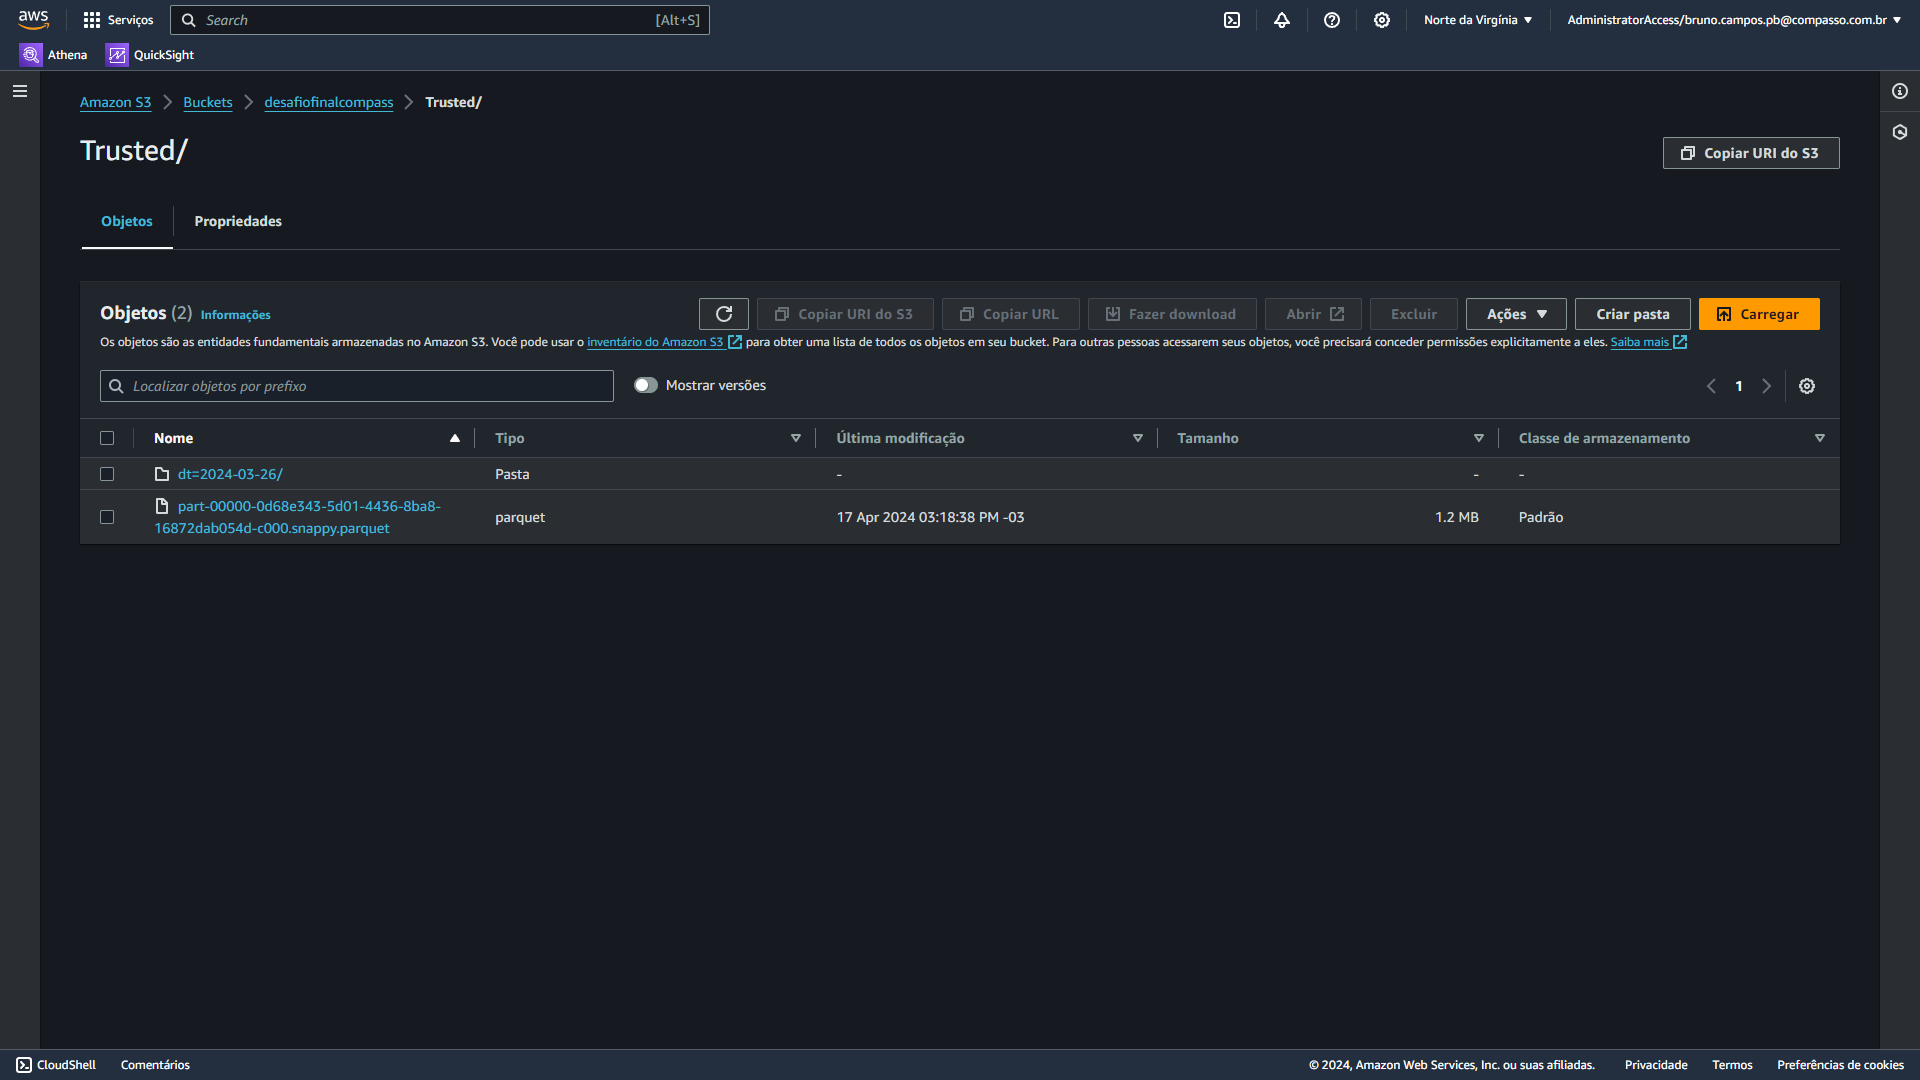 aws
Serviços
Search
[Alt+S]
Norte da Virgínia
AdministratorAccess/bruno.campos.pb@compasso.com.br
Athena
QuickSight
Amazon S3
Buckets
desafiofinalcompass
Trusted/
Trusted/
Copiar URI do S3
Objetos
Propriedades
Objetos (2)
Informações
Copiar URI do S3
Copiar URL
Fazer download
Abrir
Excluir
Ações
Criar pasta
Carregar
Os objetos são as entidades fundamentais armazenadas no Amazon S3. Você pode usar o inventário do Amazon S3 para obter uma lista de todos os objetos em seu bucket. Para outras pessoas acessarem seus objetos, você precisará conceder permissões explicitamente a eles. Saiba mais
Localizar objetos por prefixo
Mostrar versões
1
Nome
Tipo
Última modificação
Tamanho
Classe de armazenamento
dt=2024-03-26/
Pasta
-
-
-
part-00000-0d68e343-5d01-4436-8ba8-
16872dab054d-c000.snappy.parquet
parquet
17 Apr 2024 03:18:38 PM -03
1.2 MB
Padrão
CloudShell
Comentários
© 2024, Amazon Web Services, Inc. ou suas afiliadas.
Privacidade
Termos
Preferências de cookies